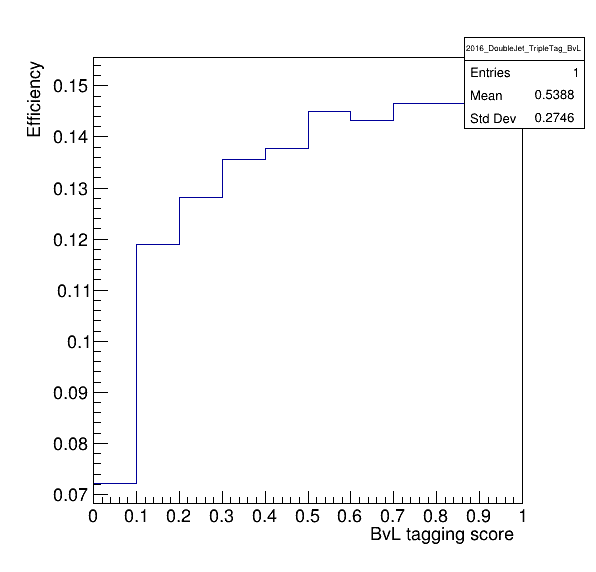 2016_DoubleJet_TripleTag_BvL
Entries 1
Mean 0.5388
Std Dev 0.2746
Efficiency
0.15
0.14
0.13
0.12
0.11
0.1
0.09
0.08
0.07
0 0.1 0.2 0.3 0.4 0.5 0.6 0.7 0.8 0.9 1
BvL tagging score